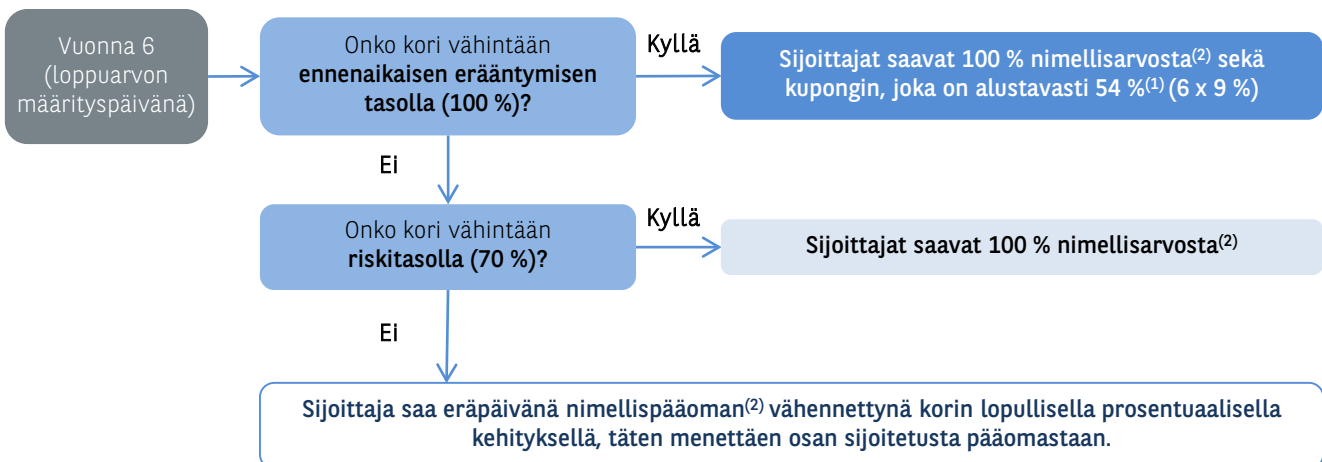 Vuonna 6
(loppuarvon
määrityspäivänä)
Onko kori vähintään
ennenaikaisen erääntymisen
tasolla (100 %)?
Kyllä
Sijoittajat saavat 100 % nimellisarvosta(2) sekä
kupongin, joka on alustavasti 54 %(1) (6 x 9 %)
Ei
Onko kori vähintään
riskitasolla (70 %)?
Kyllä
Sijoittajat saavat 100 % nimellisarvosta(2)
Ei
Sijoittaja saa eräpäivänä nimellispääoman(2) vähennettynä korin lopullisella prosentuaalisella
kehityksellä, täten menettäen osan sijoitetusta pääomastaan.